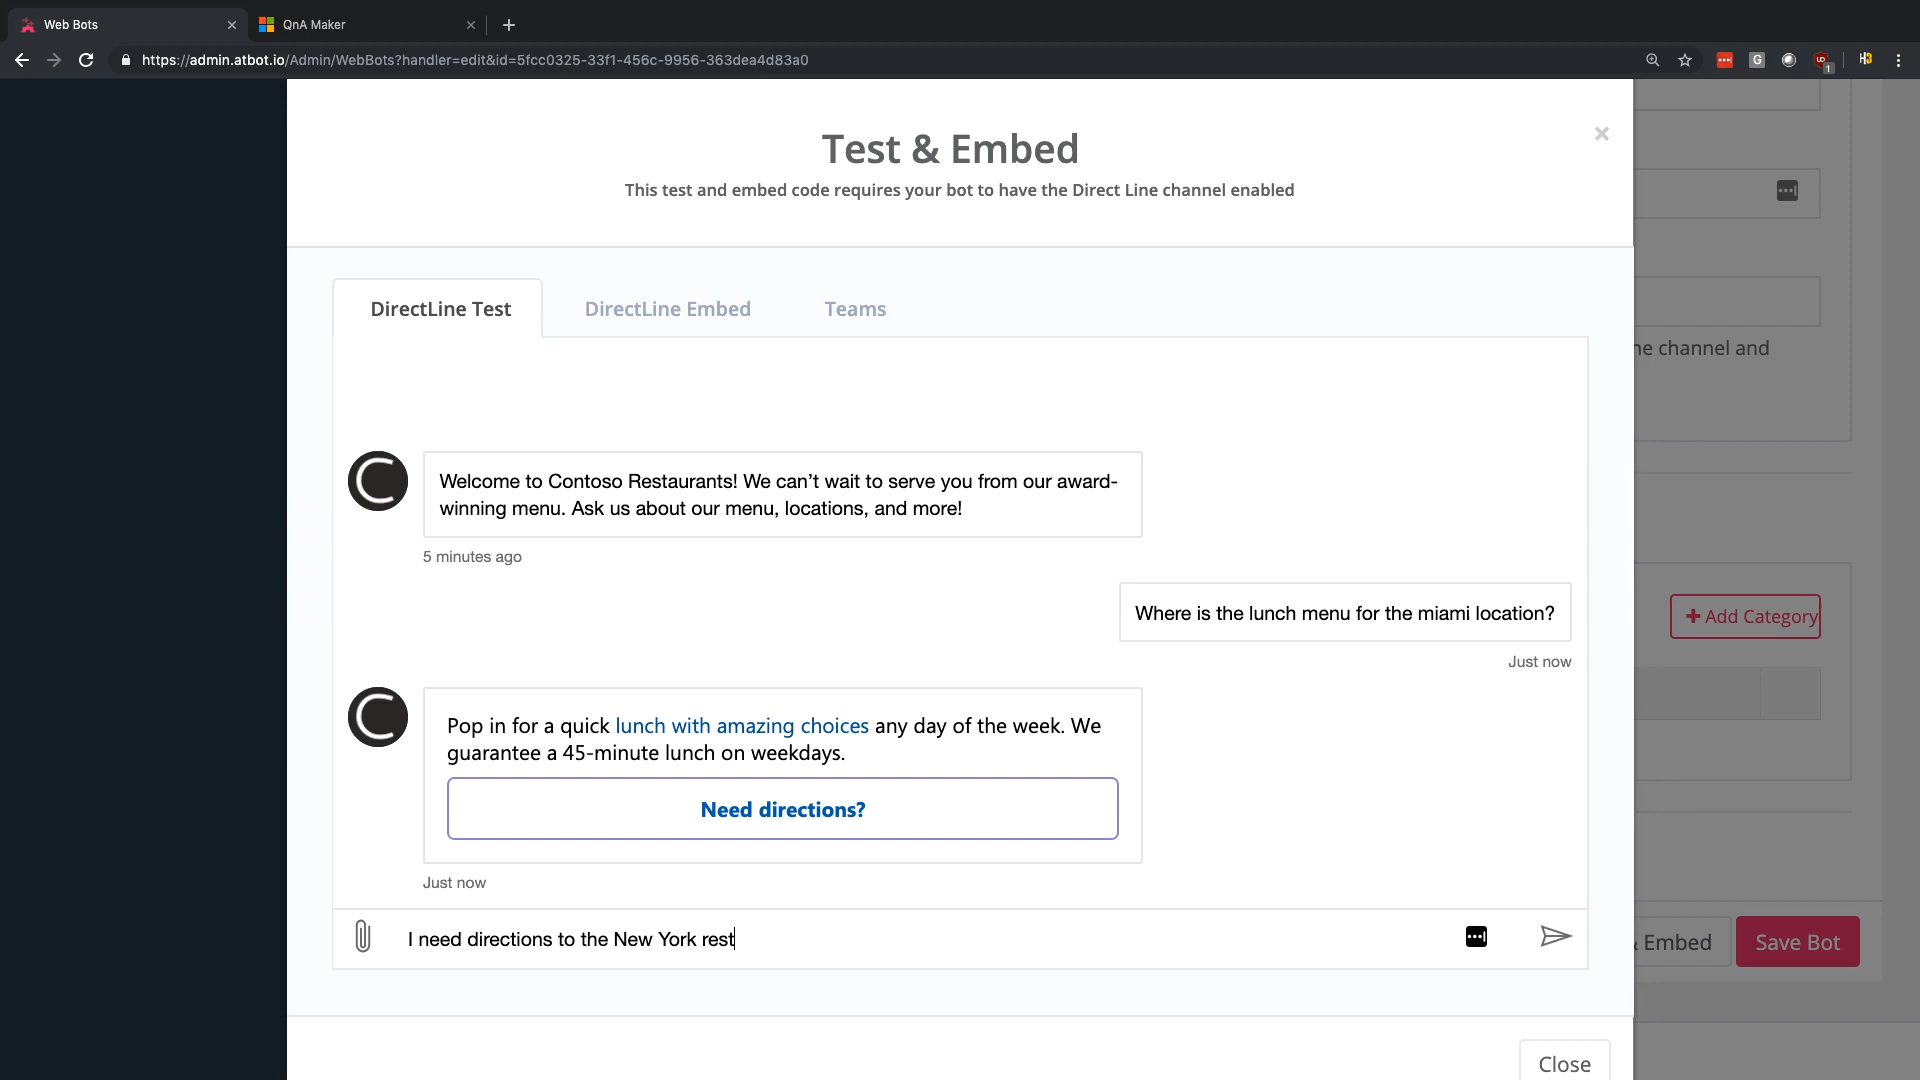 Web Bots
QnA Maker
https://admin.atbot.io/Admin/WebBots?handler=edit&id=5fcc0325-33f1-456c-9956-363dea4d83a0
G
1
Test & Embed
This test and embed code requires your bot to have the Direct Line channel enabled
DirectLine Test
DirectLine Embed
Teams
ne channel and
Welcome to Contoso Restaurants! We can't wait to serve you from our award-
winning menu. Ask us about our menu, locations, and more!
5 minutes ago
Where is the lunch menu for the miami location?
Just now
+ Add Category
Pop in for a quick lunch with amazing choices any day of the week. We
guarantee a 45-minute lunch on weekdays.
Need directions?
Just now
I need directions to the New York rest
& Embed
Save Bot
Close